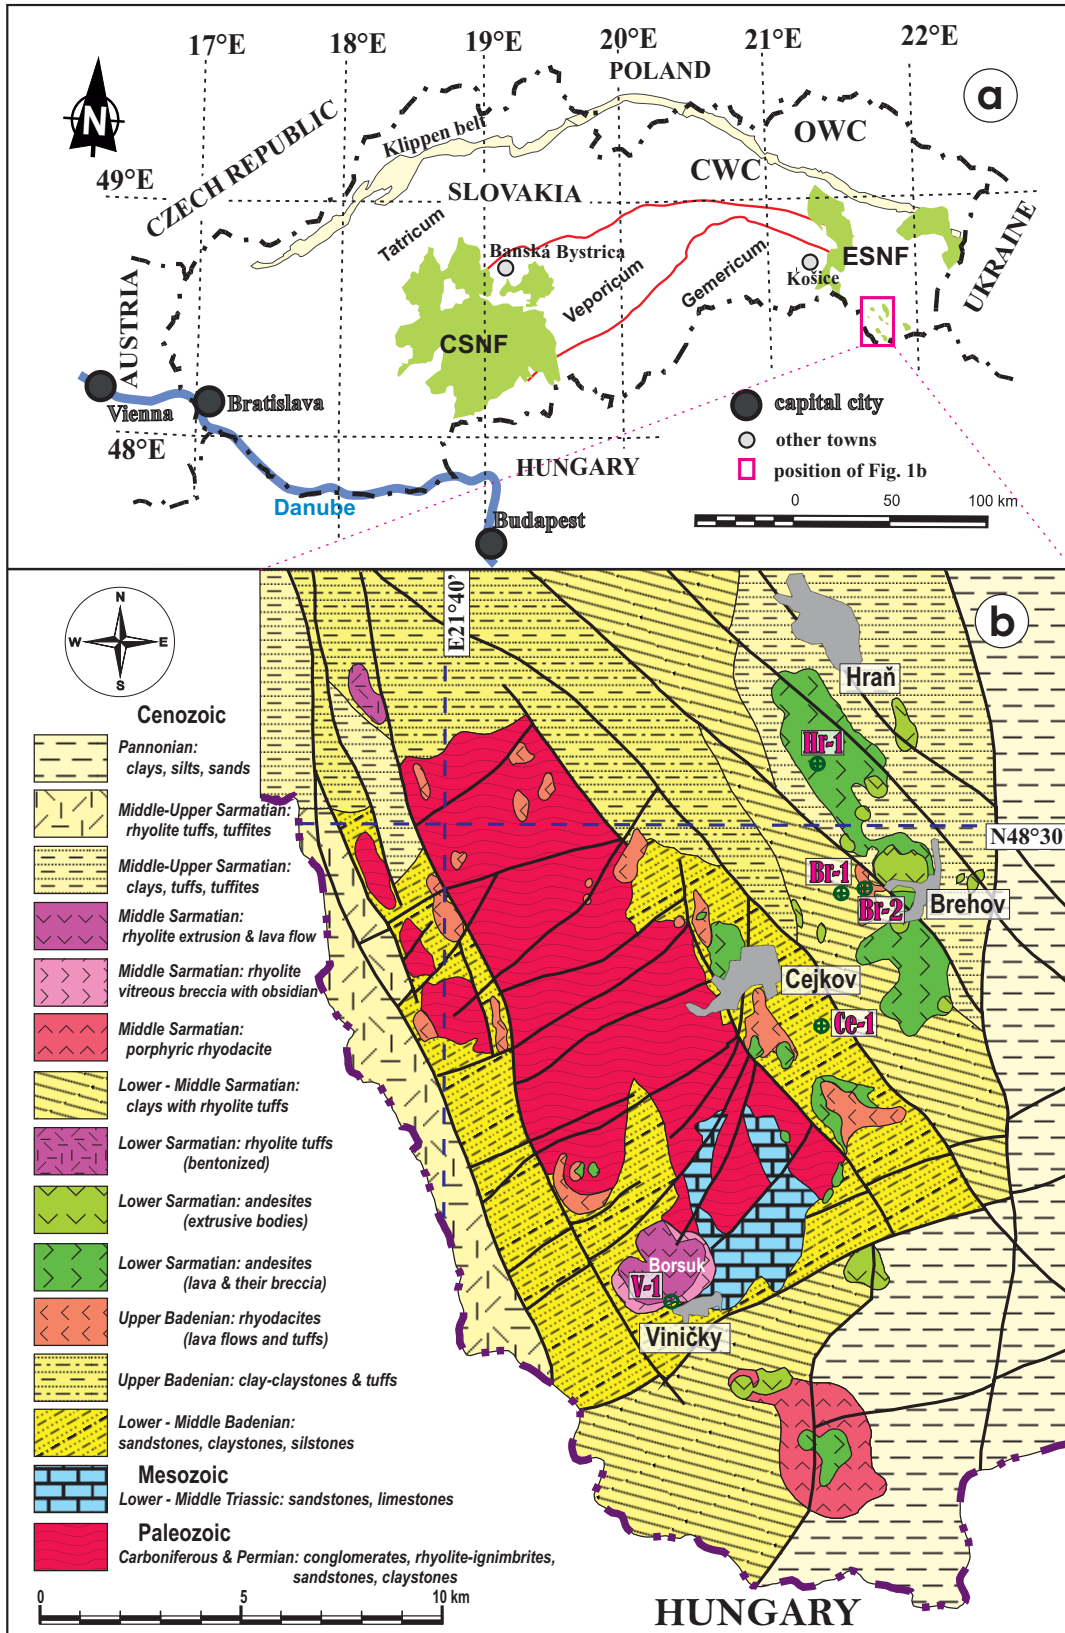 17°E
18°E
19°E
20°E
21°E
22°E
POLAND
a
N
CZECH REPUBLIC
Klippen belt
OWC
CWC
49°E
SLOVAKIA
Tatricum
Banská Bystrica
Veporicum
Gemericum
Košice
ESNF
UKRAINE
AUSTRIA
CSNF
Vienna
Bratislava
capital city
48°E
other towns
HUNGARY
position of Fig. 1b
Danube
0 50 100 km
Budapest
b
N
W E
S
E21°40'
Hraň
Hr-1
N48°30'
Br-1
Br-2
Brehov
Cejkov
Ce-1
Borsuk
V-1
Viničky
Cenozoic
Pannonian:
clays, silts, sands
Middle-Upper Sarmatian:
rhyolite tuffs, tuffites
Middle-Upper Sarmatian:
clays, tuffs, tuffites
Middle Sarmatian:
rhyolite extrusion & lava flow
Middle Sarmatian: rhyolite
vitreous breccia with obsidian
Middle Sarmatian:
porphyric rhyodacite
Lower - Middle Sarmatian:
clays with rhyolite tuffs
Lower Sarmatian: rhyolite tuffs
(bentonized)
Lower Sarmatian: andesites
(extrusive bodies)
Lower Sarmatian: andesites
(lava & their breccia)
Upper Badenian: rhyodacites
(lava flows and tuffs)
Upper Badenian: clay-claystones & tuffs
Lower - Middle Badenian:
sandstones, claystones, silstones
Mesozoic
Lower - Middle Triassic: sandstones, limestones
Paleozoic
Carboniferous & Permian: conglomerates, rhyolite-ignimbrites,
sandstones, claystones
0 5 10 km
HUNGARY